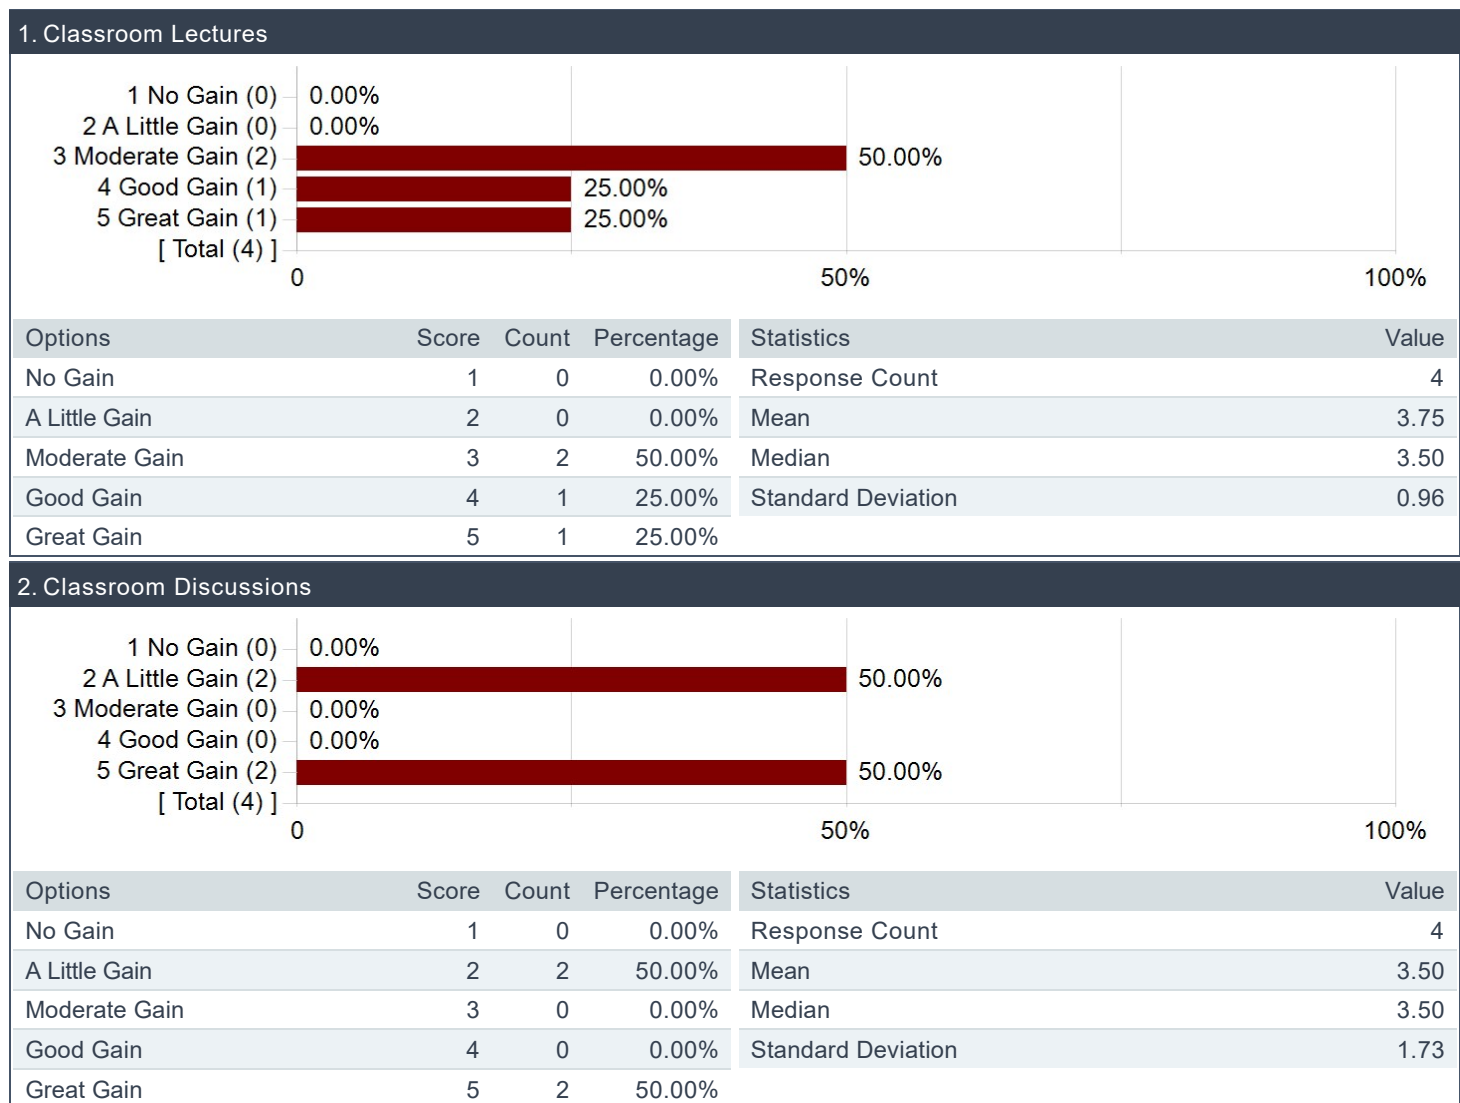 1. Classroom Lectures
1 No Gain (0) 0.00%
2 A Little Gain (0) 0.00%
3 Moderate Gain (2) 50.00%
4 Good Gain (1) 25.00%
5 Great Gain (1) 25.00%
[ Total (4) ]
0 50% 100%
Options Score Count Percentage Statistics Value
No Gain 1 0 0.00% Response Count 4
A Little Gain 2 0 0.00% Mean 3.75
Moderate Gain 3 2 50.00% Median 3.50
Good Gain 4 1 25.00% Standard Deviation 0.96
Great Gain 5 1 25.00%
2. Classroom Discussions
1 No Gain (0) 0.00%
2 A Little Gain (2) 50.00%
3 Moderate Gain (0) 0.00%
4 Good Gain (0) 0.00%
5 Great Gain (2) 50.00%
[ Total (4) ]
0 50% 100%
Options Score Count Percentage Statistics Value
No Gain 1 0 0.00% Response Count 4
A Little Gain 2 2 50.00% Mean 3.50
Moderate Gain 3 0 0.00% Median 3.50
Good Gain 4 0 0.00% Standard Deviation 1.73
Great Gain 5 2 50.00%